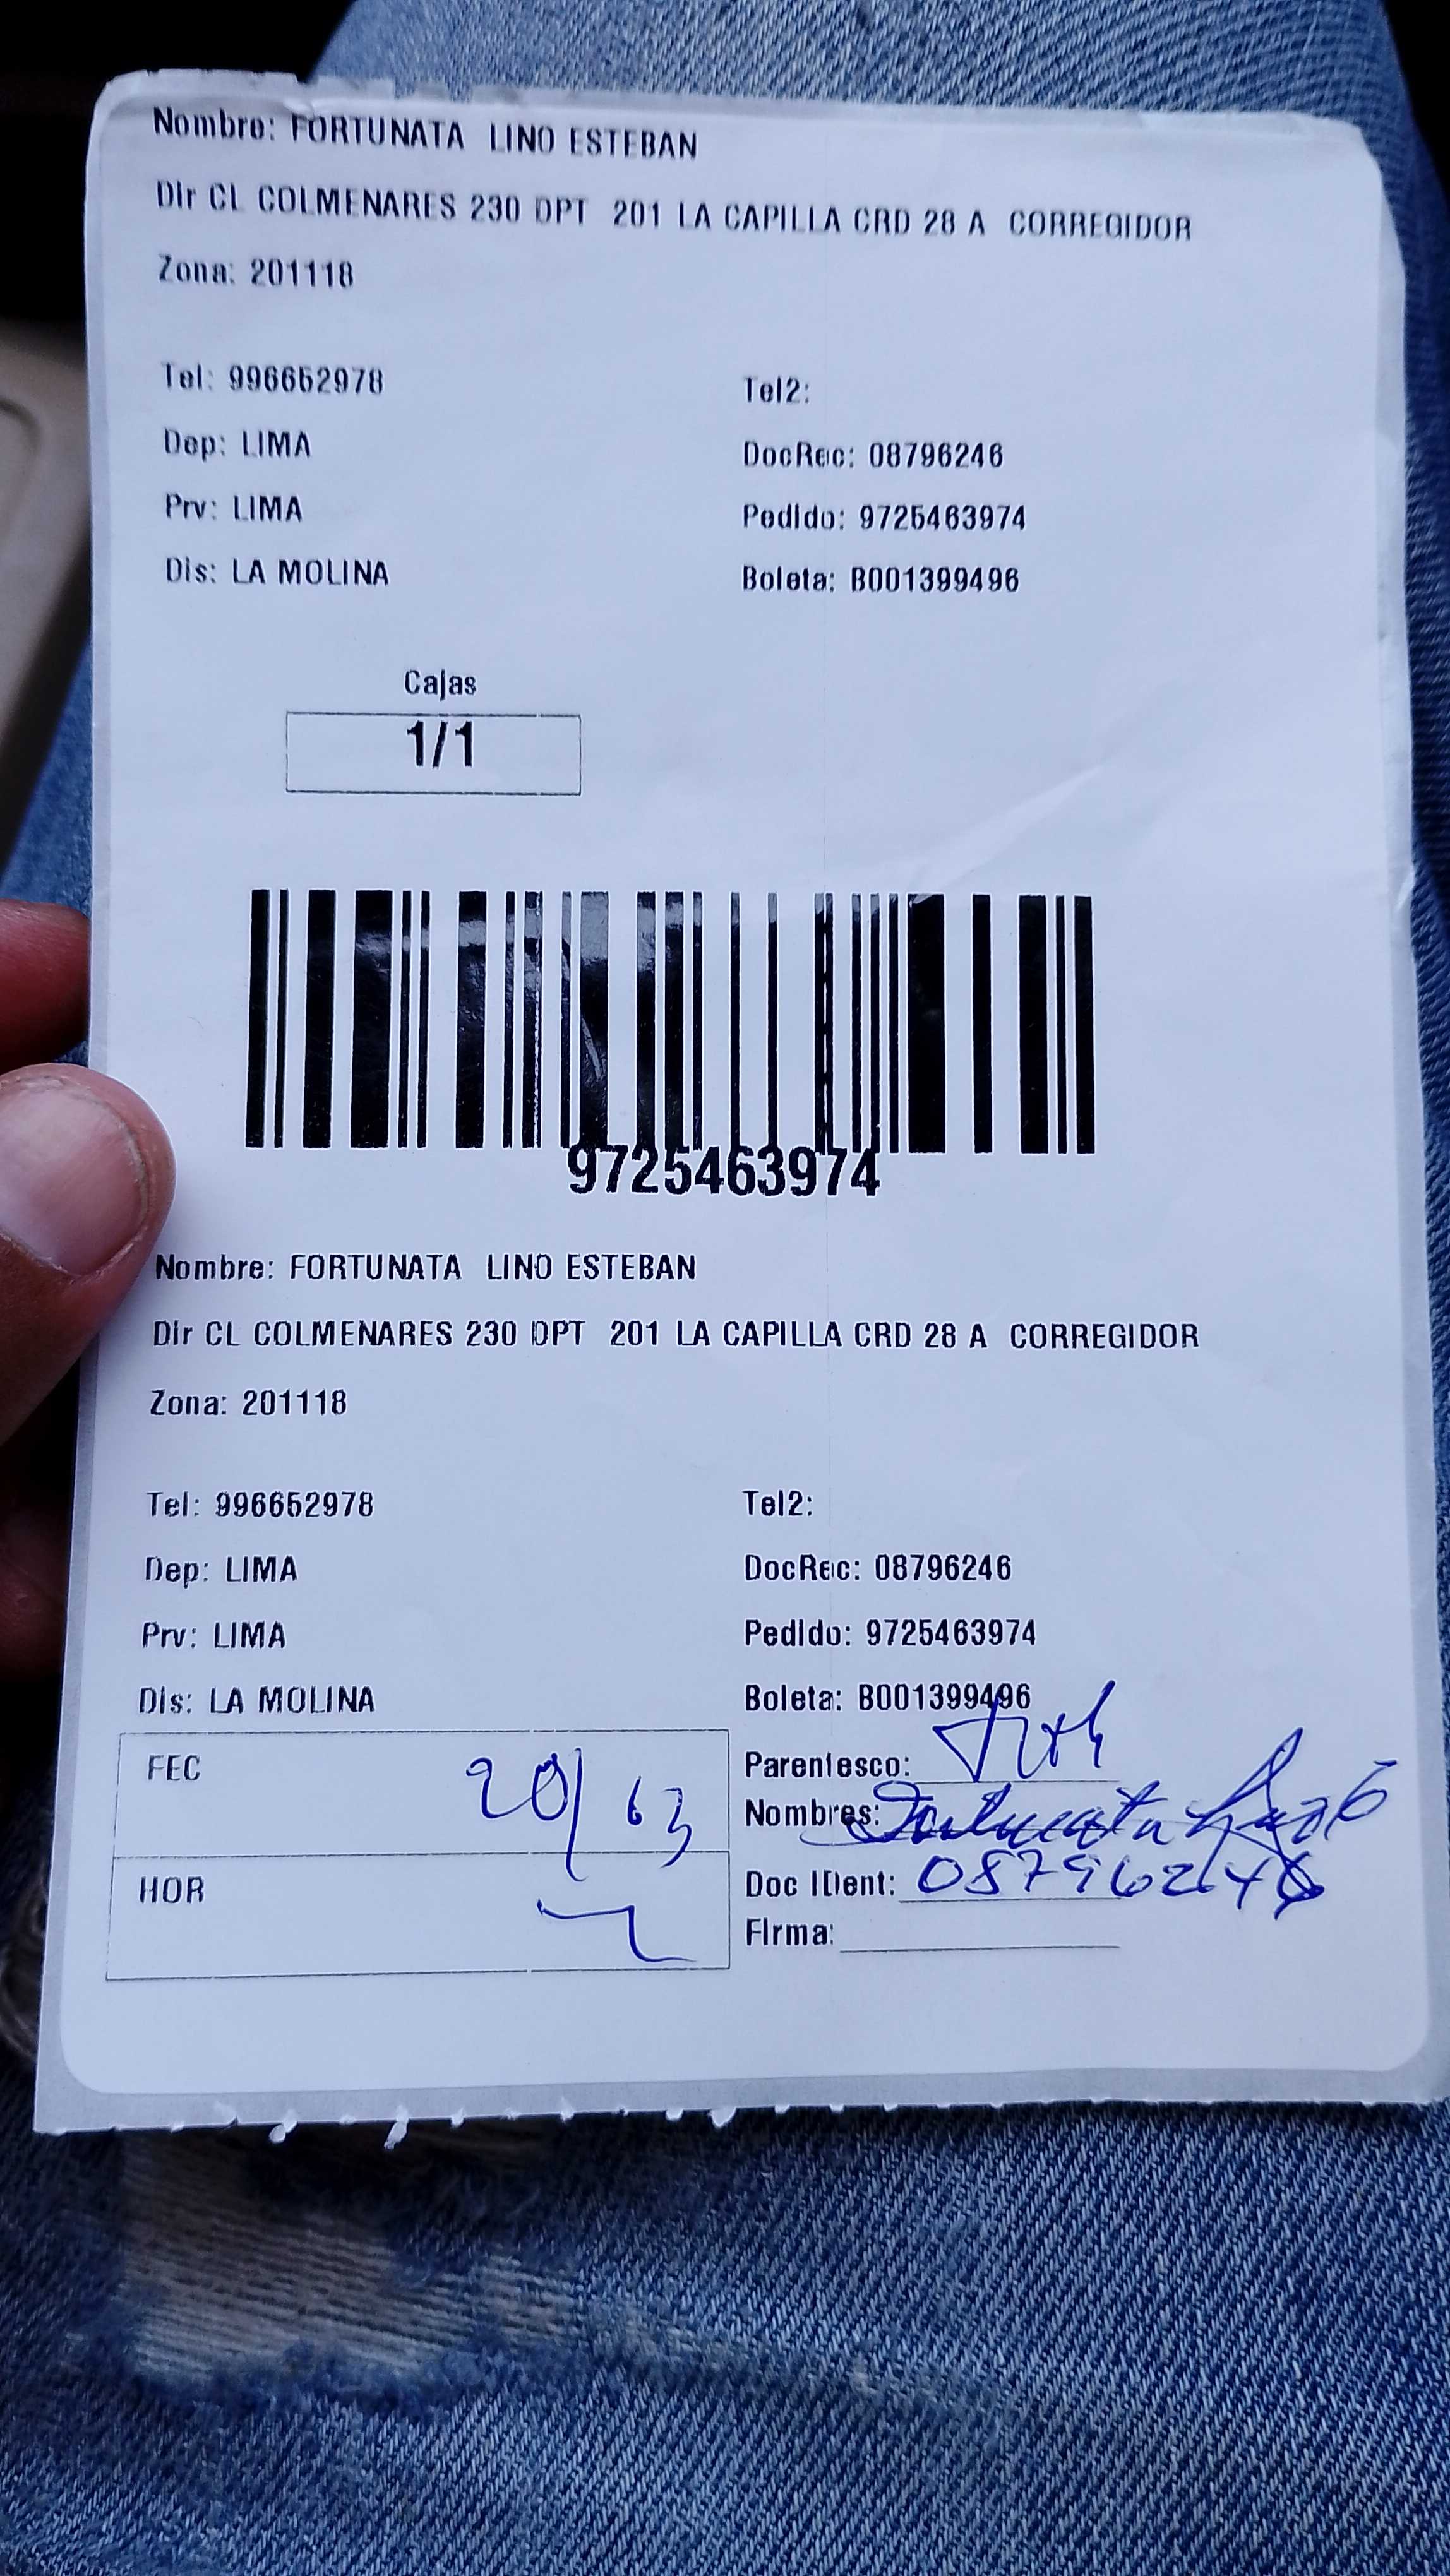 Nombre: FORTUNATA LINO ESTEBAN
Dir CL COLMENARES 230 DPT 201 LA CAPILLA CRD 28 A CORREGIDOR
Zona: 201118
Tel: 996652978 Tel2:
Dep: LIMA DocRec: 08796246
Prv: LIMA Pedido: 9725463974
Dis: LA MOLINA Boleta: B001399496
Cajas
1/1
9725463974
Nombre: FORTUNATA LINO ESTEBAN
Dir CL COLMENARES 230 DPT 201 LA CAPILLA CRD 28 A CORREGIDOR
Zona: 201118
Tel: 996652978 Tel2:
Dep: LIMA DocRec: 08796246
Prv: LIMA Pedido: 9725463974
Dis: LA MOLINA Boleta: B001399496
FEC Parentesco:
Nombres: Fortunata
HOR Doc IDent: 08796246
Firma: